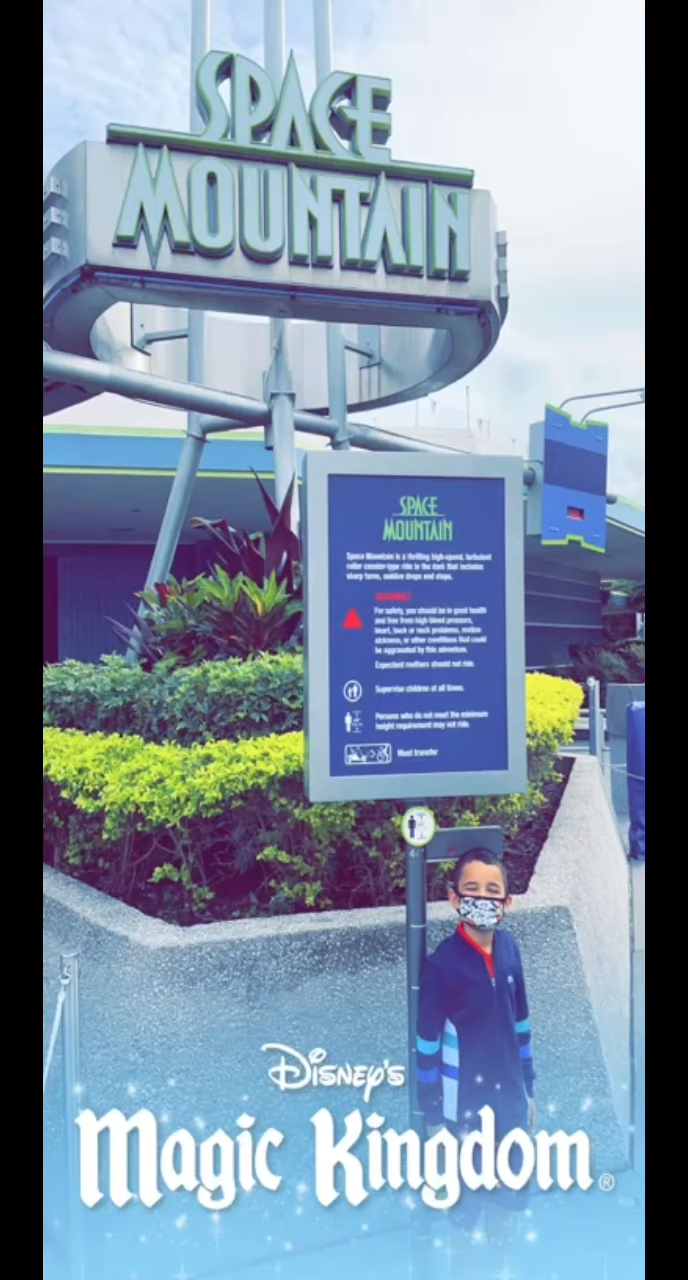 SPACE
MOUNTAIN
SPACE
MOUNTAIN
Space Mountain is a thrilling high-speed, turbulent
roller coaster-type ride in the dark that includes
sharp turns, sudden drops and stops.
WARNING!
For safety, you should be in good health
and free from high blood pressure,
heart, back or neck problems, motion
sickness, or other conditions that could
be aggravated by this adventure.
Expectant mothers should not ride.
Supervise children at all times.
Persons who do not meet the minimum
height requirement may not ride.
Must transfer
DISNEY'S
Magic Kingdom®